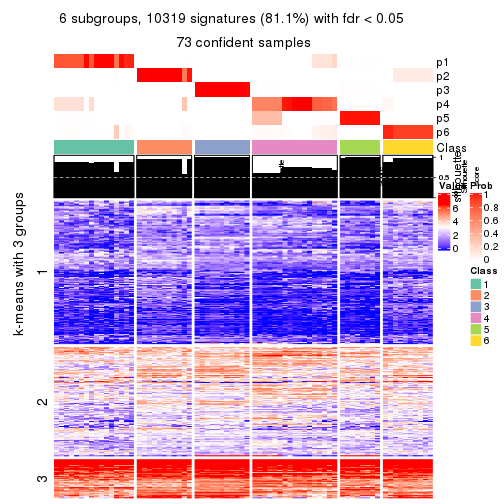 6 subgroups, 10319 signatures (81.1%) with fdr < 0.05
73 confident samples
p1
p2
p3
p4
p5
p6
Class
1
0.5
silhouette
Value
8
6
4
2
0
Prob
1
0.8
0.6
0.4
0.2
0
Class
1
2
3
4
5
6
k-means with 3 groups
1
2
3